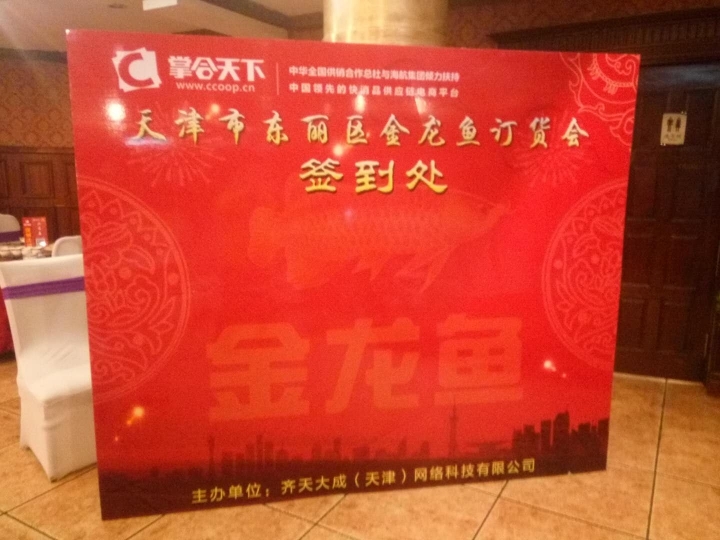 掌合天下
www.ccoop.cn
中华全国供销合作总社与海航集团倾力扶持
中国领先的快消品供应链电商平台
天津市东丽区金龙鱼订货会
签到处
金龙鱼
主办单位：齐天大成（天津）网络科技有限公司